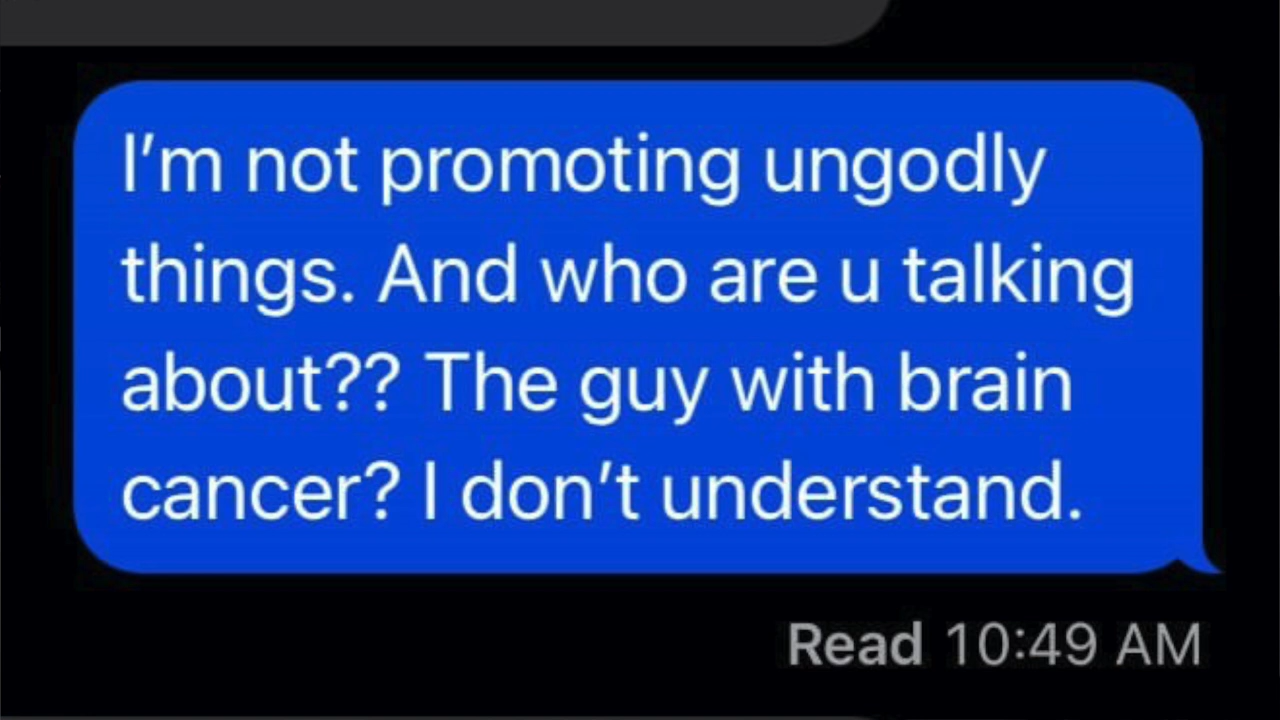 I’m not promoting ungodly
things. And who are u talking
about?? The guy with brain
cancer? I don’t understand.
Read 10:49 AM